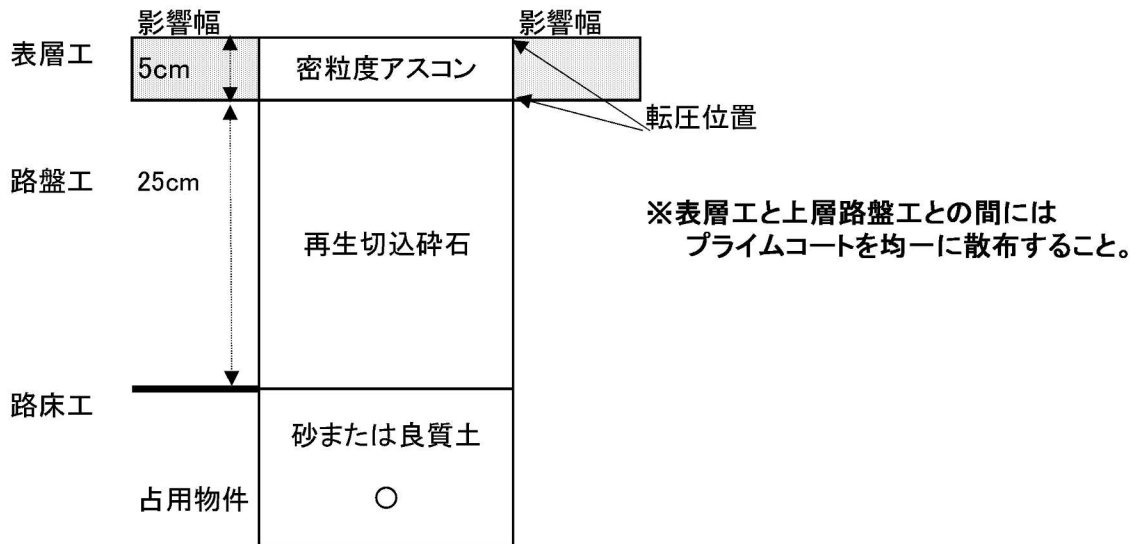 影響幅
影響幅
表層工
5cm
密粒度アスコン
転圧位置
路盤工
25cm
※表層工と上層路盤工との間には
プライムコートを均一に散布すること。
再生切込砕石
路床工
砂または良質土
占用物件